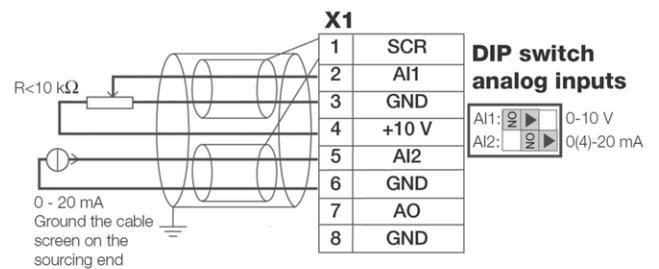 X1
1 SCR
2 AI1
3 GND
4 +10 V
5 AI2
6 GND
7 AO
8 GND
R<10 kΩ
0 - 20 mA
Ground the cable
screen on the
sourcing end
DIP switch
analog inputs
AI1: ON 0-10 V
AI2: ON 0(4)-20 mA